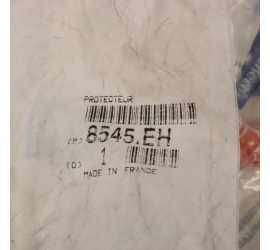 PROTECTEUR
(P) 8545.EH
(Q) 1
MADE IN FRANCE